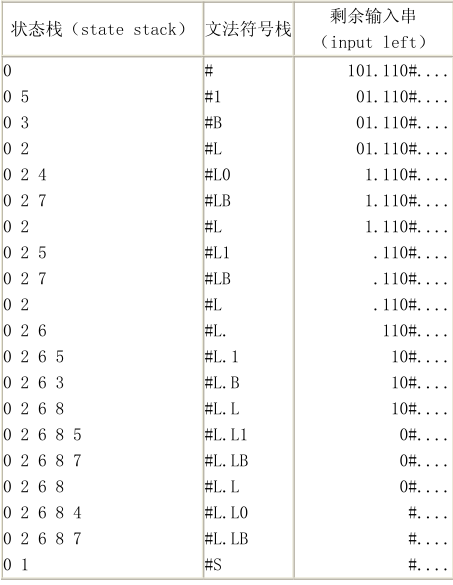 状态栈（state stack） 文法符号栈 剩余输入串（input left）
0 # 101.110#....
0 5 #1 01.110#....
0 3 #B 01.110#....
0 2 #L 01.110#....
0 2 4 #L0 1.110#....
0 2 7 #LB 1.110#....
0 2 #L 1.110#....
0 2 5 #L1 .110#....
0 2 7 #LB .110#....
0 2 #L .110#....
0 2 6 #L. 110#....
0 2 6 5 #L.1 10#....
0 2 6 3 #L.B 10#....
0 2 6 8 #L.L 10#....
0 2 6 8 5 #L.L1 0#....
0 2 6 8 7 #L.LB 0#....
0 2 6 8 #L.L 0#....
0 2 6 8 4 #L.L0 #....
0 2 6 8 7 #L.LB #....
0 1 #S #....